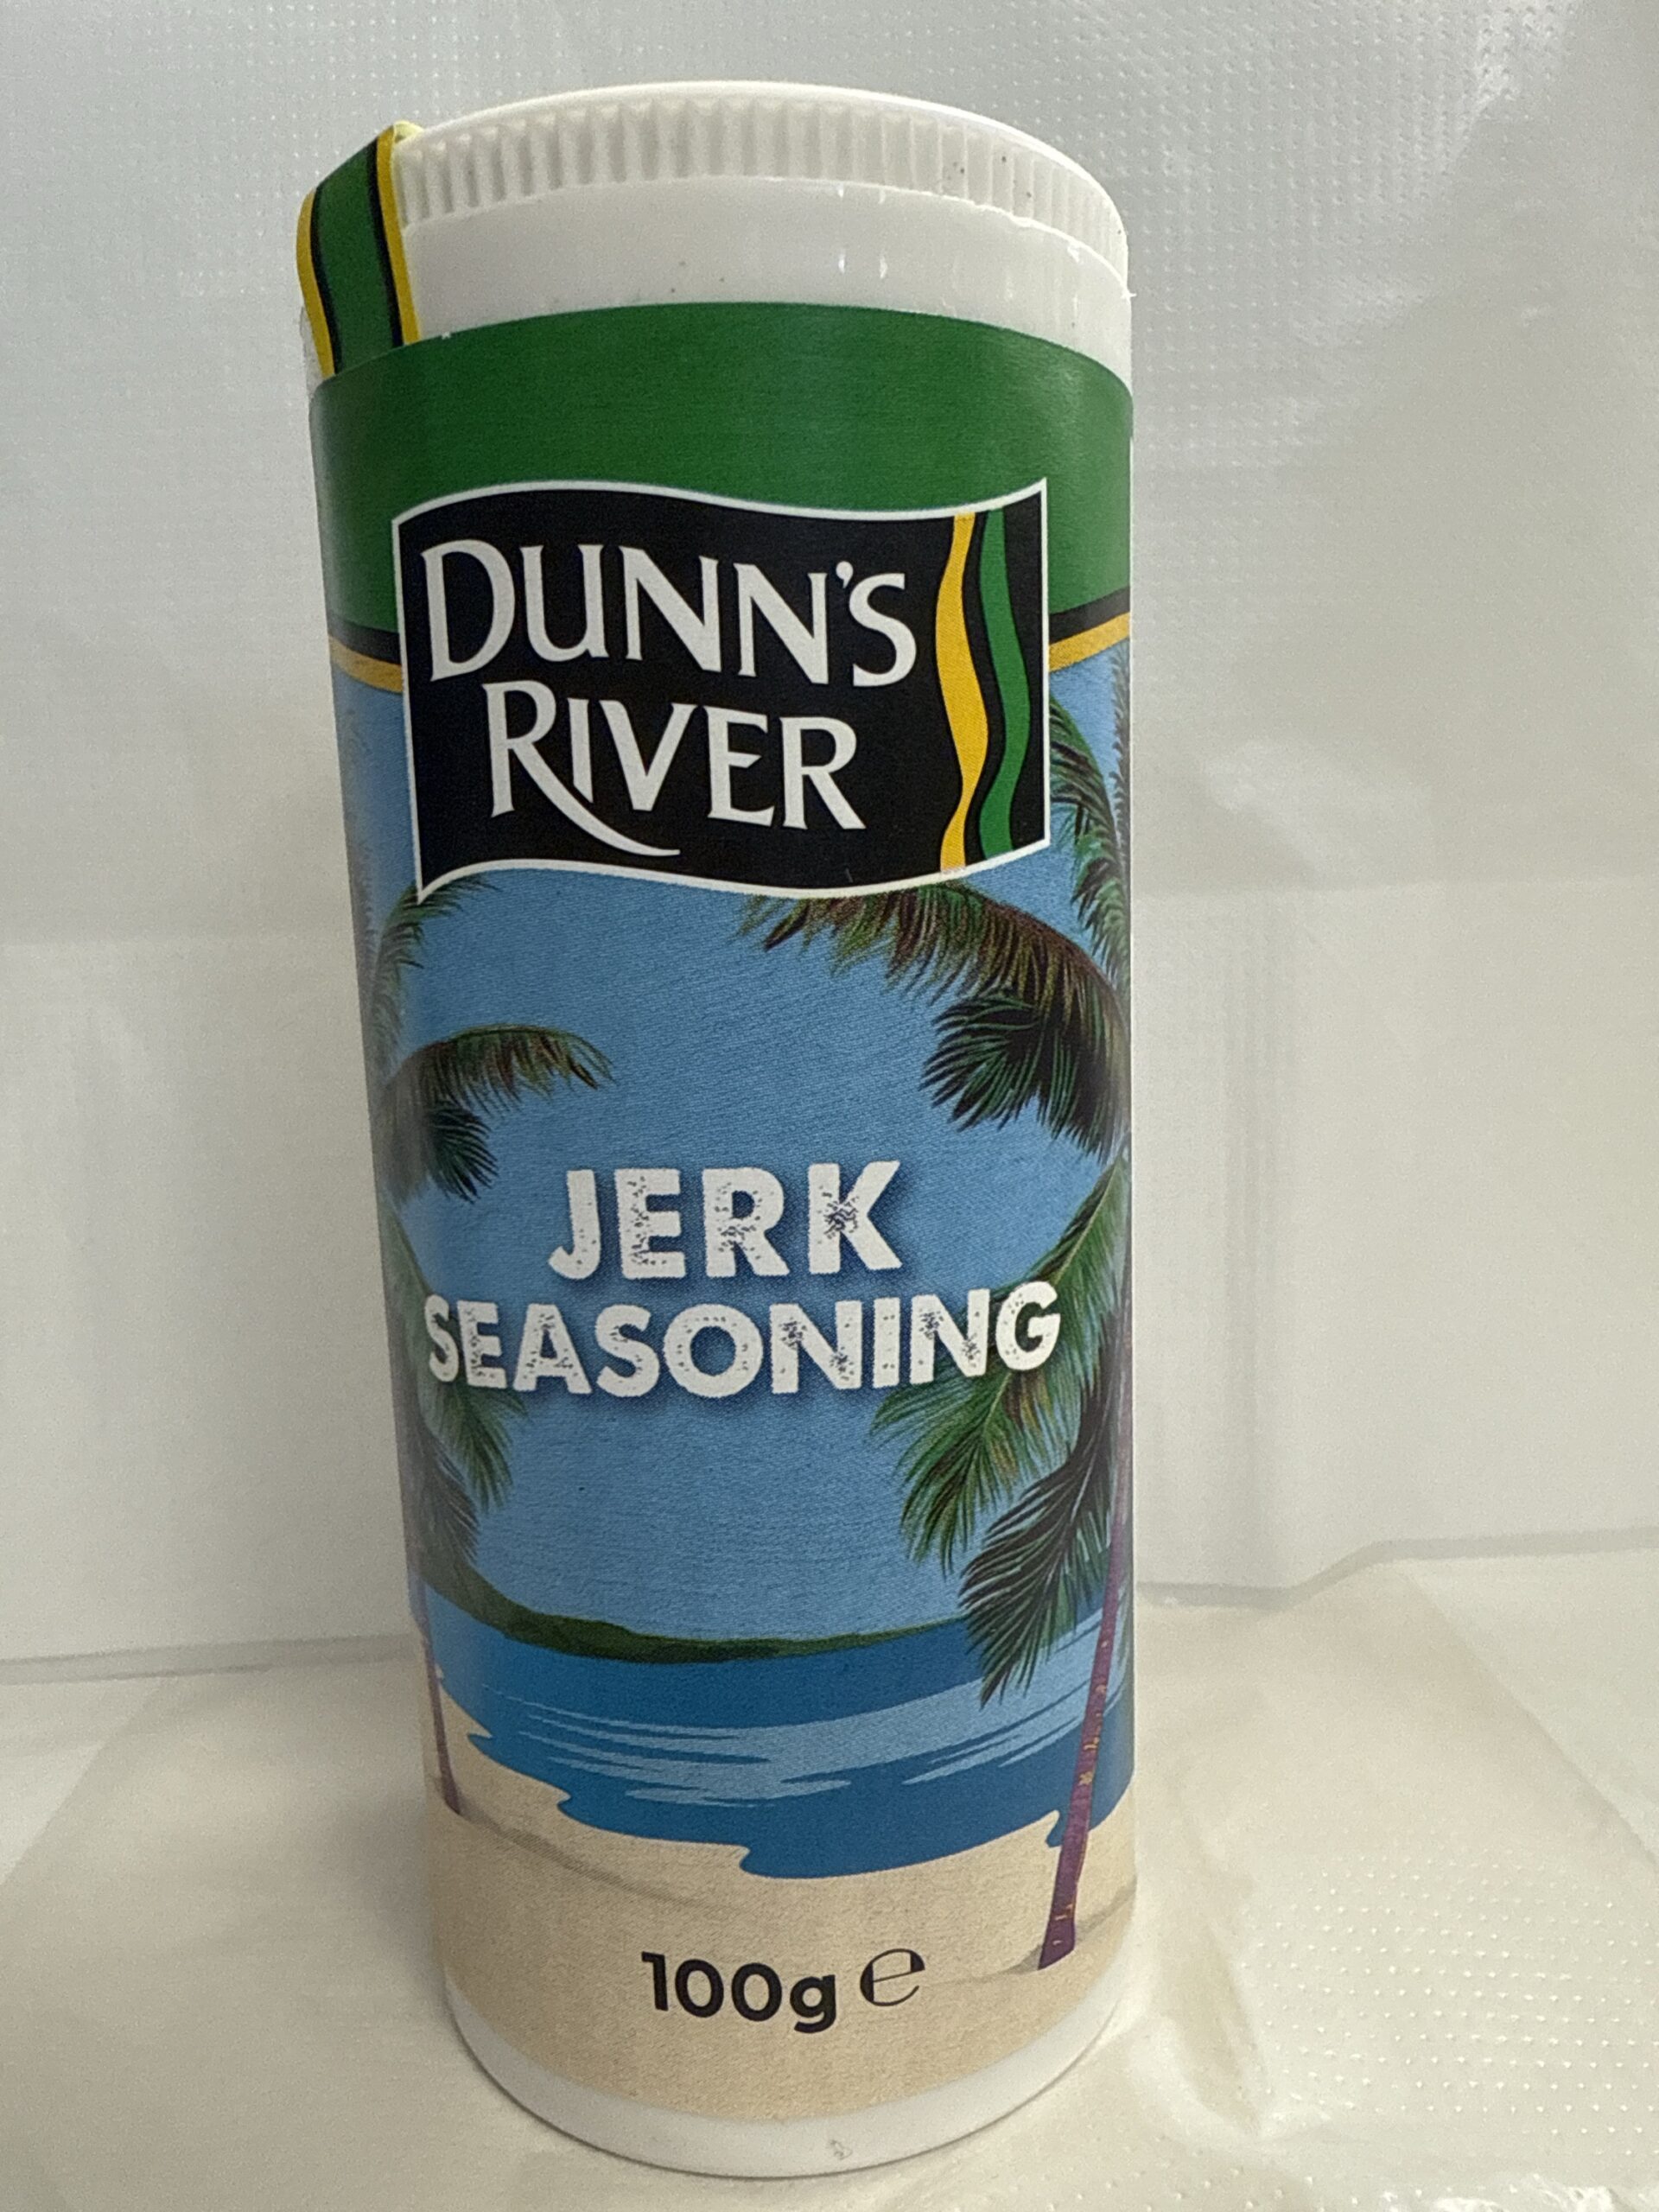 DUNN'S
RIVER
JERK
SEASONING
100g ℮